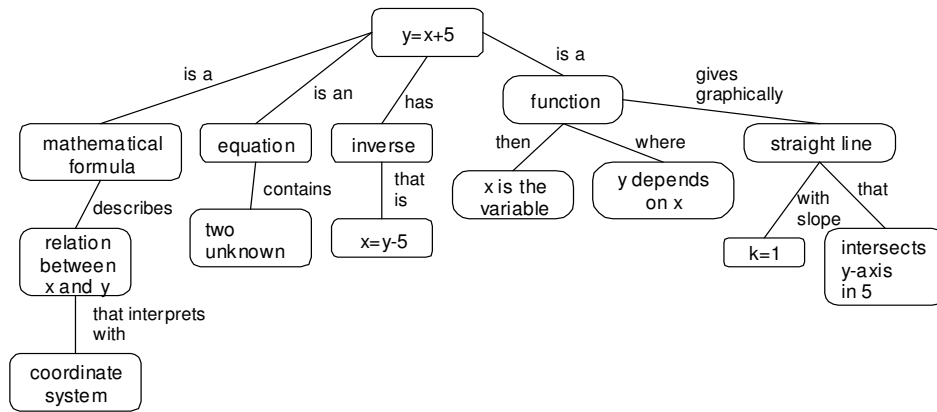 y=x+5
is a
is an
has
is a
gives
graphically
mathematical
formula
equation
inverse
function
straight line
describes
contains
that
is
then
where
with
slope
that
relation
between
x and y
two
unknown
x=y-5
x is the
variable
y depends
on x
k=1
intersects
y-axis
in 5
that interprets
with
coordinate
system